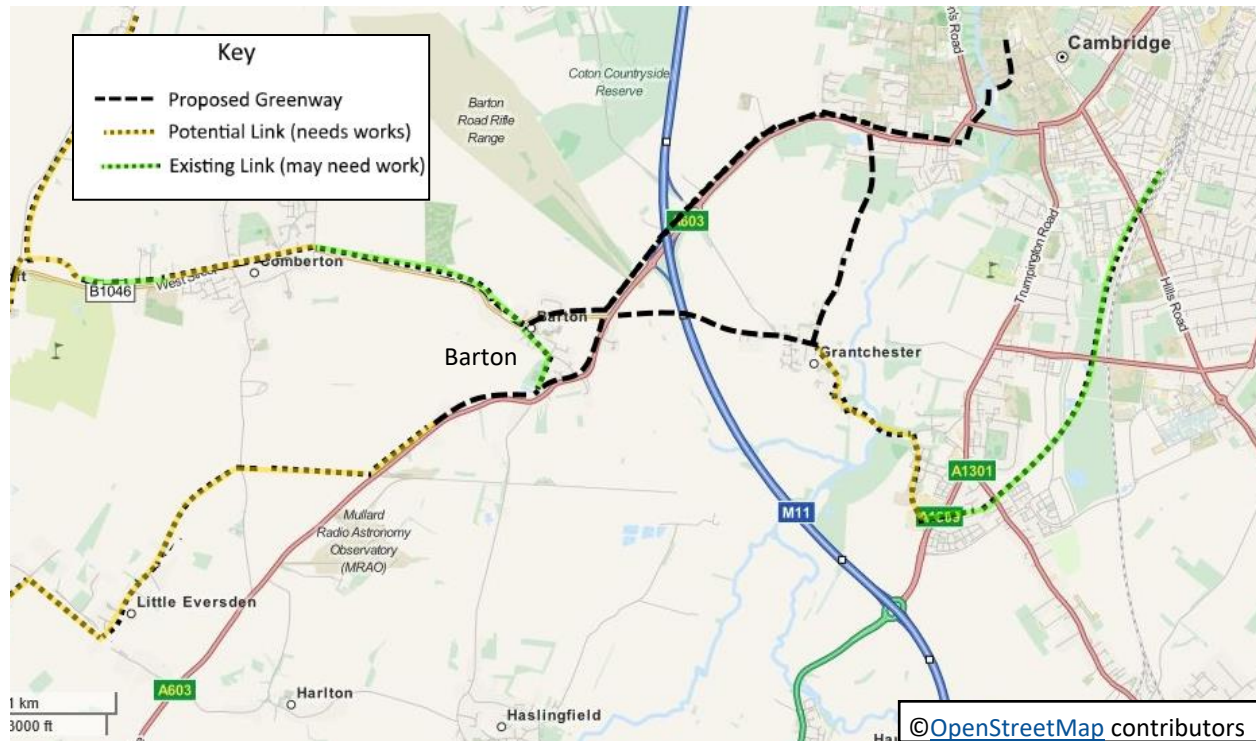 Key
Proposed Greenway
Potential Link (needs works)
Existing Link (may need work)
Coton Countryside
Reserve
Barton
Road Rifle
Range
Cambridge
Road
A603
Trumpington Road
Hills Road
Comberton
West Street
B1046
Barton
Barton
Grantchester
A1301
M11
Mullard
Radio Astronomy
Observatory
(MRAO)
Little Eversden
A603
Harlton
Haslingfield
1 km
3000 ft
©OpenStreetMap contributors